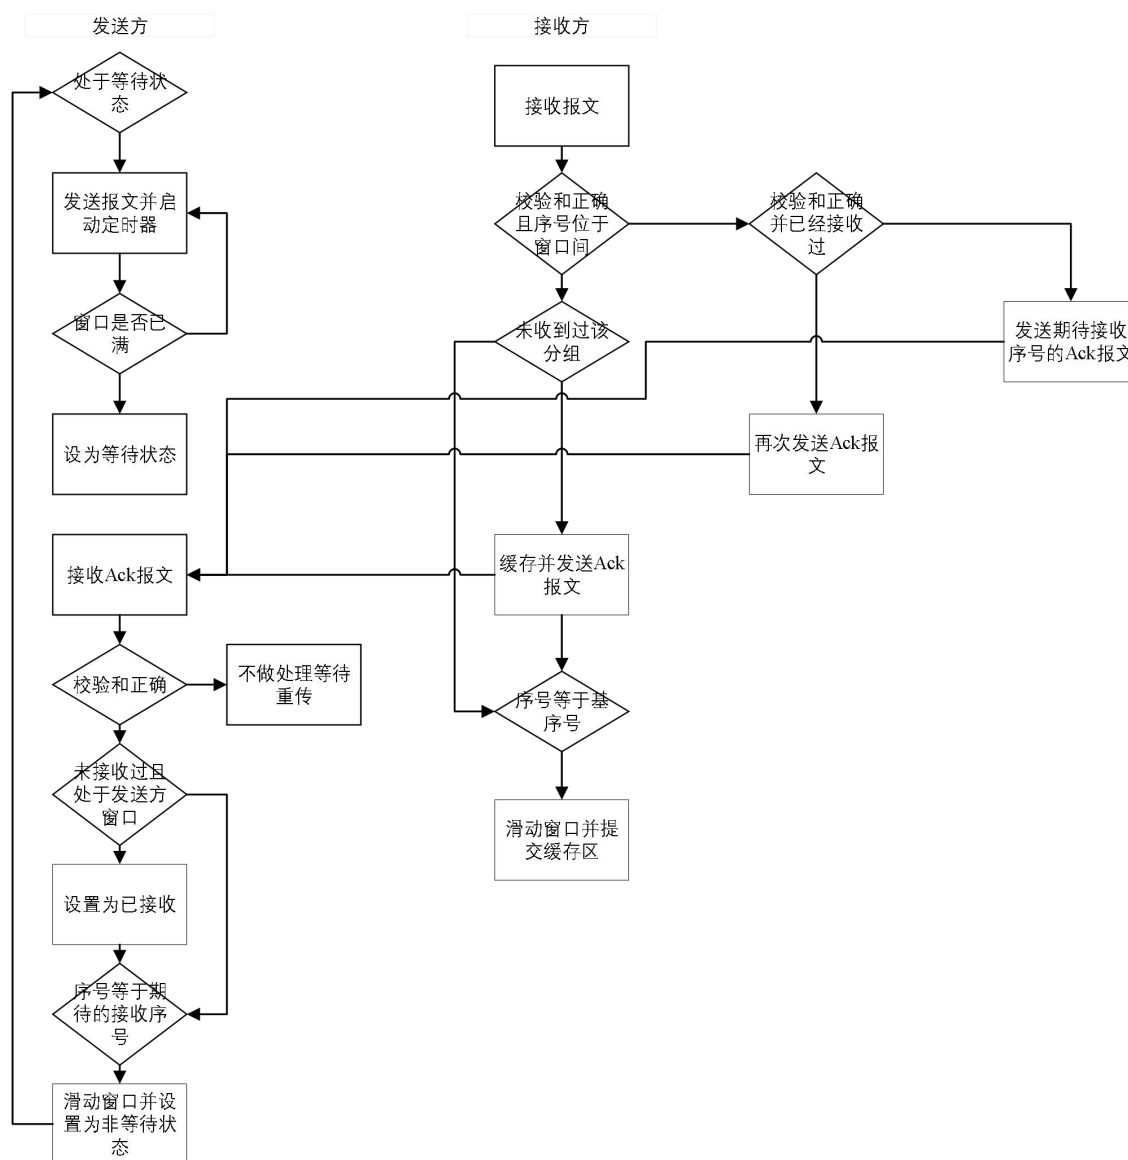 发送方
处于等待状
态
发送报文并启
动定时器
窗口是否已
满
设为等待状态
接收Ack报文
校验和正确
不做处理等待
重传
未接收过且
处于发送方
窗口
设置为已接收
序号等于期
待的接收序
号
滑动窗口并设
置为非等待状
态
接收方
接收报文
校验和正确
且序号位于
窗口间
校验和正确
并已经接收
过
未收到过该
分组
发送期待接收
序号的Ack报文
再次发送Ack报
文
缓存并发送Ack
报文
序号等于基
序号
滑动窗口并提
交缓存区